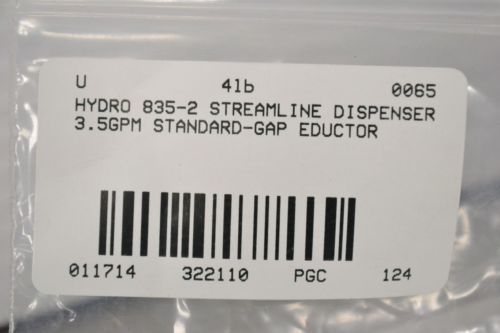 U 41b 0065
HYDRO 835-2 STREAMLINE DISPENSER
3.5GPM STANDARD-GAP EDUCTOR
011714 322110 PGC 124